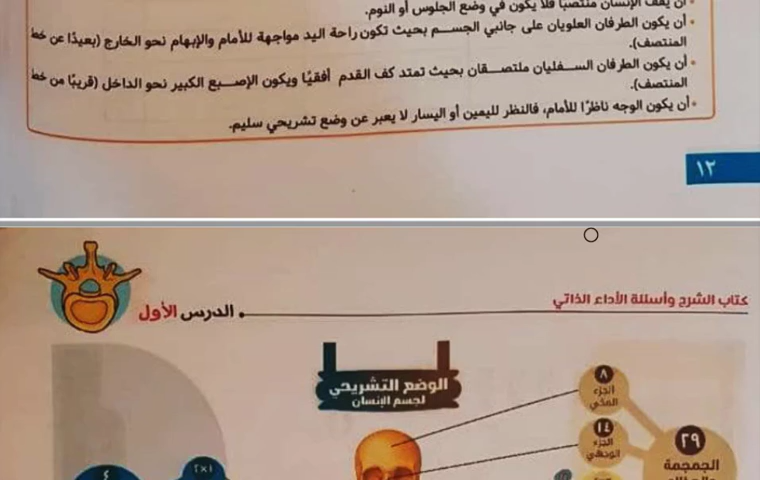 أن يقف الإنسان منتصبًا فلا يكون في وضع الجلوس أو النوم.
• أن يكون الطرفان العلويان على جانبي الجسم بحيث تكون راحة اليد مواجهة للأمام والإبهام نحو الخارج (بعيدًا عن خط
المنتصف).
• أن يكون الطرفان السفليان ملتصقان بحيث تمتد كف القدم أفقيًا ويكون الإصبع الكبير نحو الداخل (قريبًا من خط
المنتصف).
• أن يكون الوجه ناظرًا للأمام، فالنظر لليمين أو اليسار لا يعبر عن وضع تشريحي سليم.
١٢
كتاب الشرح وأسئلة الأداء الذاتي
الدرس الأول
الوضع التشريحي
لجسم الإنسان
٨
الجزء
المخي
١٤
الجزء
الوجهي
٢٩
الجمجمة
٤
١×٢